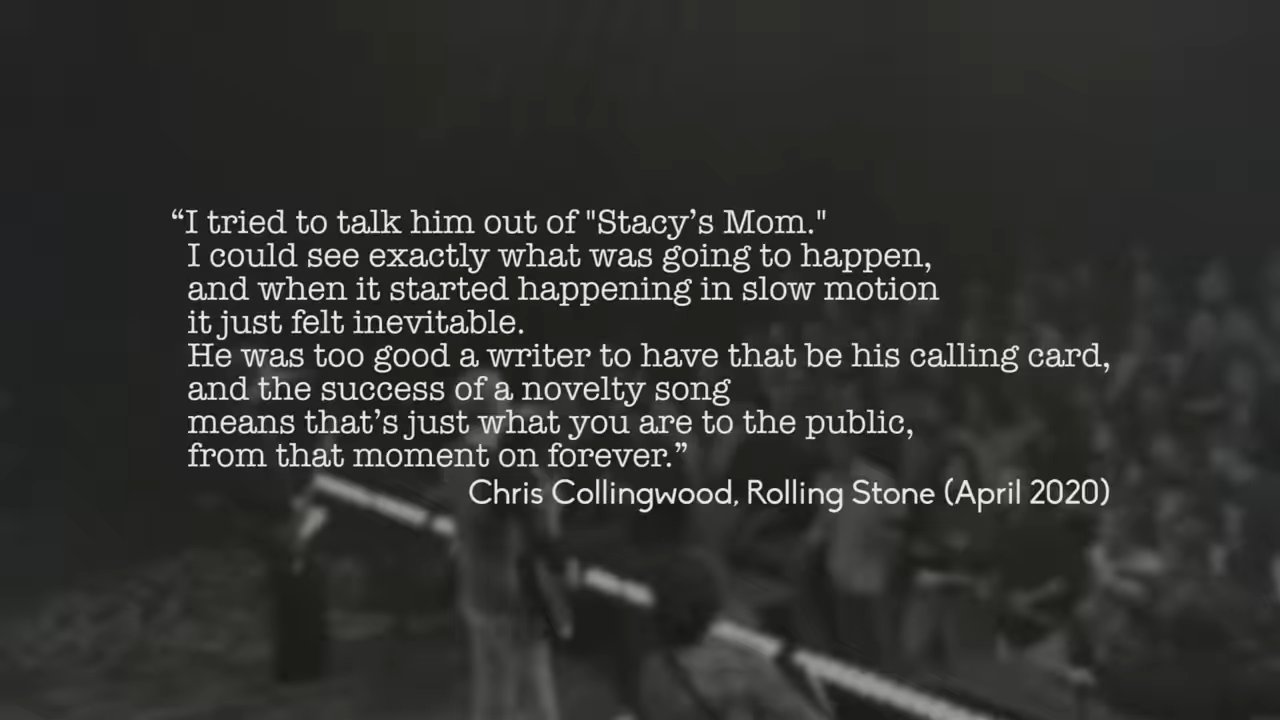 “I tried to talk him out of "Stacy’s Mom."
I could see exactly what was going to happen,
and when it started happening in slow motion
it just felt inevitable.
He was too good a writer to have that be his calling card,
and the success of a novelty song
means that’s just what you are to the public,
from that moment on forever.”
Chris Collingwood, Rolling Stone (April 2020)